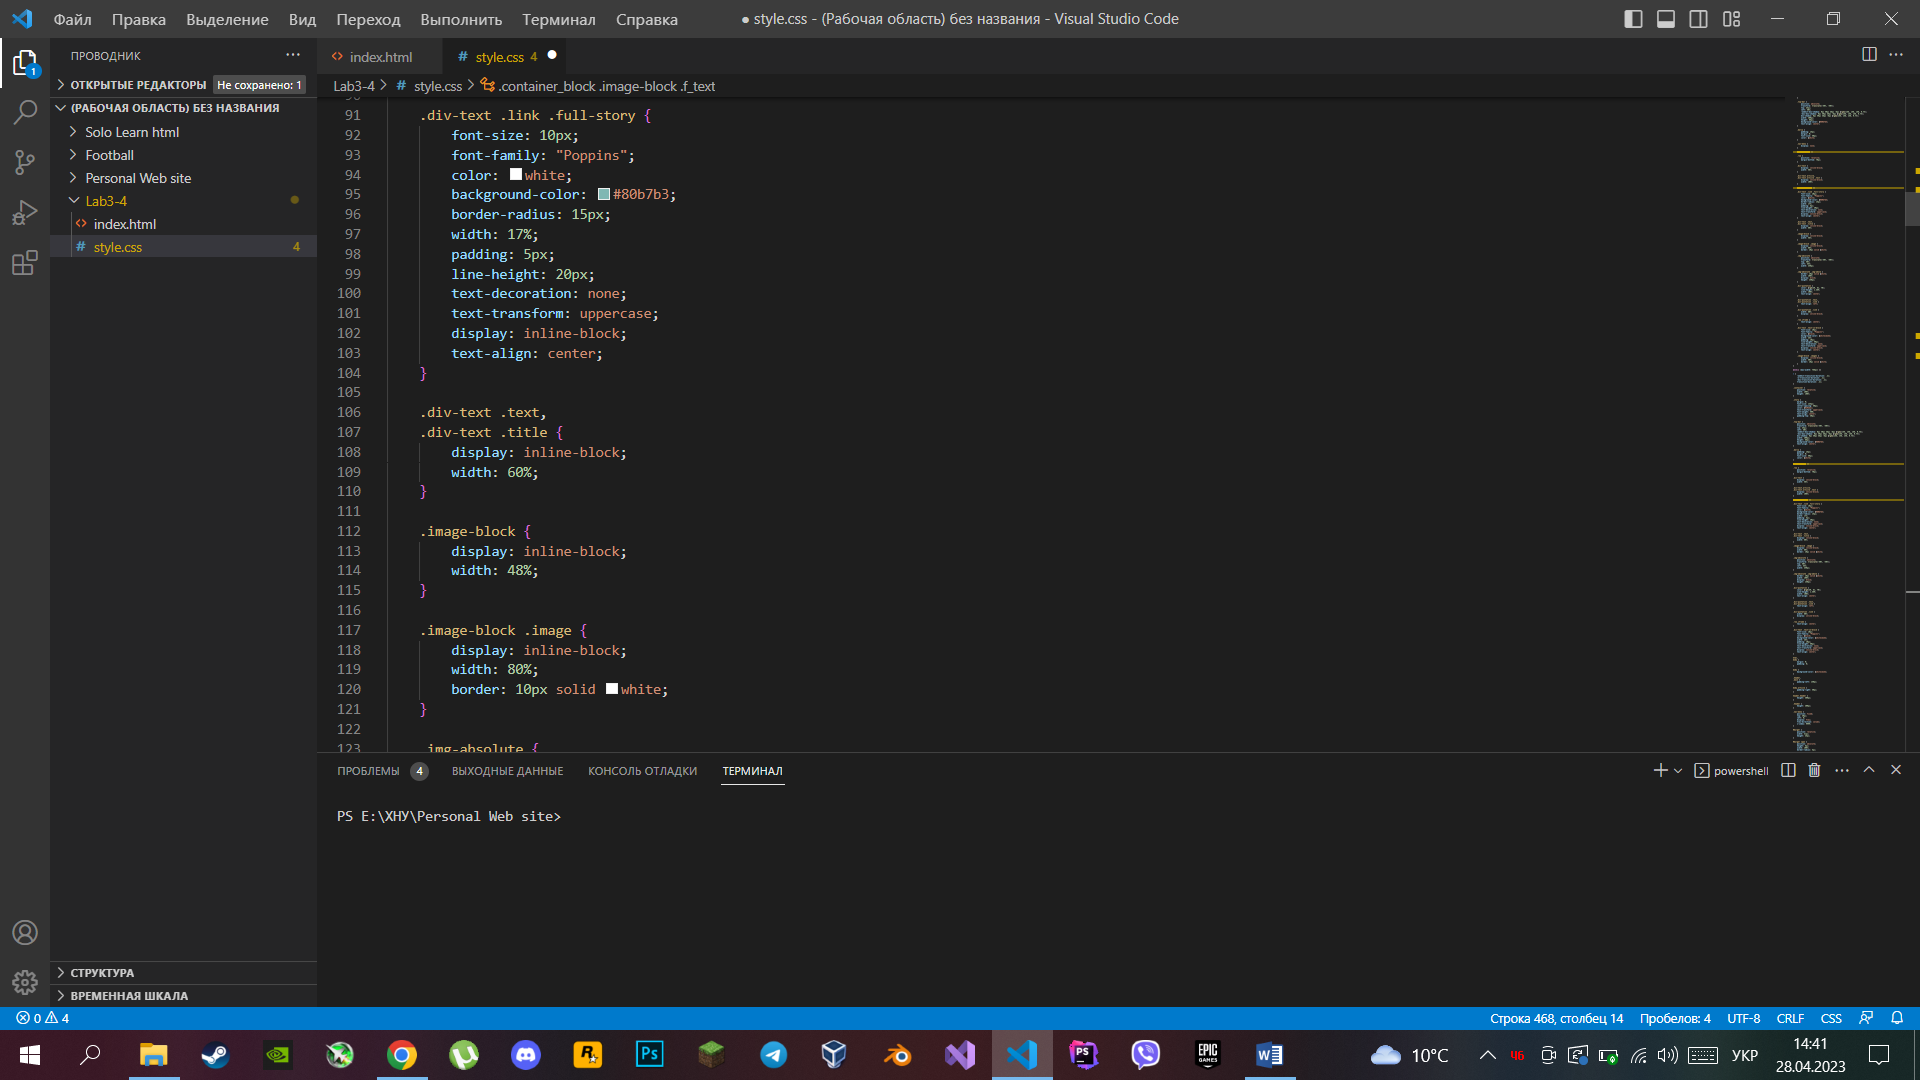 Файл Правка Выделение Вид Переход Выполнить Терминал Справка
● style.css - (Рабочая область) без названия - Visual Studio Code
ПРОВОДНИК
index.html
# style.css 4
ОТКРЫТЫЕ РЕДАКТОРЫ Не сохранено: 1
(РАБОЧАЯ ОБЛАСТЬ) БЕЗ НАЗВАНИЯ
Solo Learn html
Football
Personal Web site
Lab3-4
index.html
# style.css 4
СТРУКТУРА
ВРЕМЕННАЯ ШКАЛА
Lab3-4 > # style.css > .container_block .image-block .f_text
91 .div-text .link .full-story {
92 font-size: 10px;
93 font-family: "Poppins";
94 color: white;
95 background-color: #80b7b3;
96 border-radius: 15px;
97 width: 17%;
98 padding: 5px;
99 line-height: 20px;
100 text-decoration: none;
101 text-transform: uppercase;
102 display: inline-block;
103 text-align: center;
104 }
105
106 .div-text .text,
107 .div-text .title {
108 display: inline-block;
109 width: 60%;
110 }
111
112 .image-block {
113 display: inline-block;
114 width: 48%;
115 }
116
117 .image-block .image {
118 display: inline-block;
119 width: 80%;
120 border: 10px solid white;
121 }
122
123 .img-absolute {
ПРОБЛЕМЫ 4 ВЫХОДНЫЕ ДАННЫЕ КОНСОЛЬ ОТЛАДКИ ТЕРМИНАЛ
powershell
PS E:\ХНУ\Personal Web site>
0 4
Строка 468, столбец 14 Пробелов: 4 UTF-8 CRLF CSS
10°C
УКР
14:41
28.04.2023